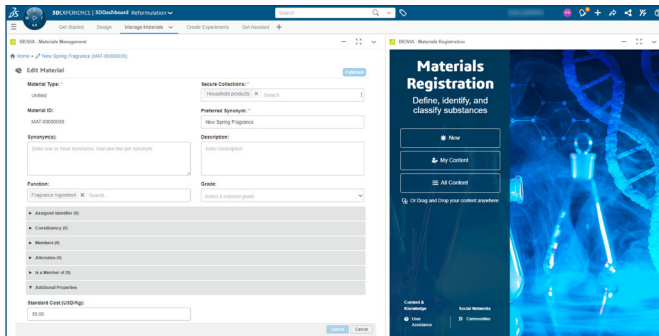 3DEXPERIENCE | 3DDashboard Reformulation
Search
Get Started Design Manage Materials Create Experiments Get Assisted
BIOVIA - Materials Management
Home New Spring Fragrance (MAT-00000039)
Edit Material
Material Type: *
Unified
Secure Collections: *
Household products Search
Material ID:
MAT-00000039
Preferred Synonym: *
New Spring Fragrance
Synonym(s):
Enter one or more synonyms. Use one line per synonym.
Description:
Enter Description
Function:
Fragrance Ingredient Search
Grade:
Select a material grade
Assigned Identifier (0)
Constituency (0)
Members (0)
Alternates (0)
Is a Member of (0)
Additional Properties
Standard Cost (USD/Kg):
Submit Cancel
BIOVIA - Materials Registration
Materials
Registration
Define, identify, and
classify substances
New
My Content
All Content
Or Drag and Drop your content anywhere
Content &
Knowledge
User
Assistance
Social Networks
Communities